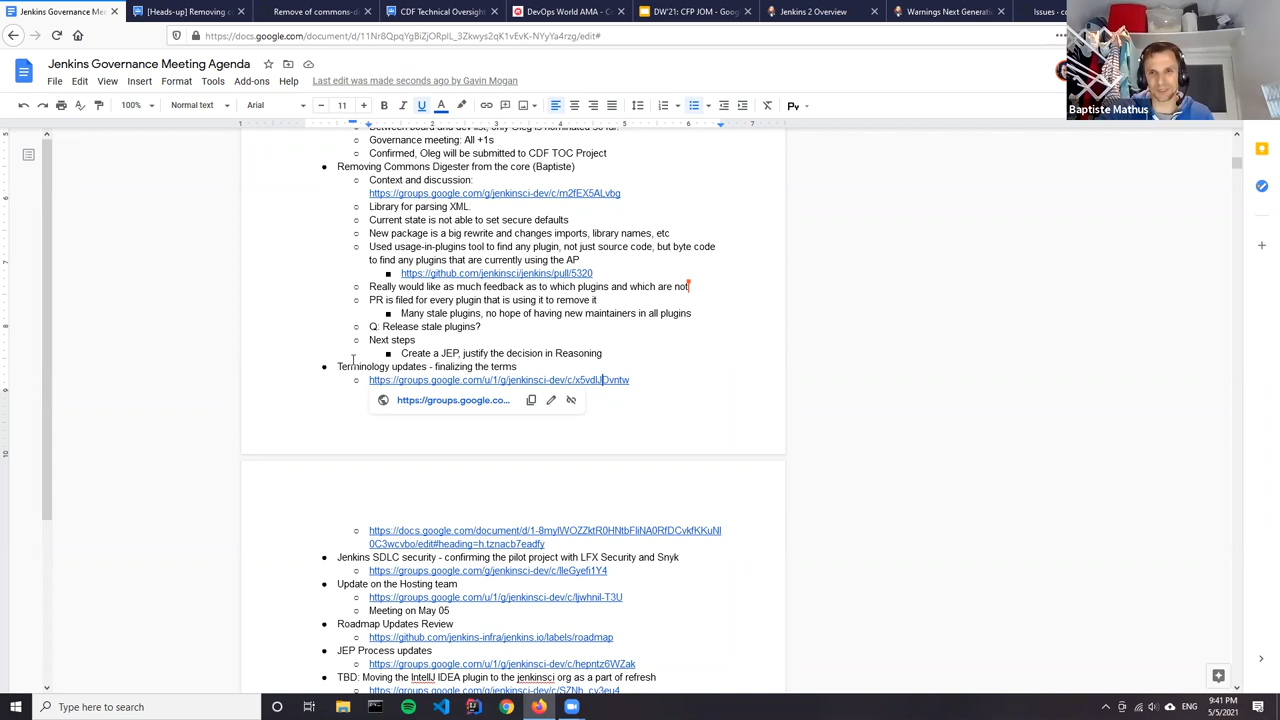 Jenkins Governance Meeting
[Heads-up] Removing c
Remove of commons-de
CDF Technical Oversight
DevOps World AMA - C
DW'21: CFP JOM - Goog
Jenkins 2 Overview
Warnings Next Generatio
Issues · co
https://docs.google.com/document/d/11Nr8QpqYgBiZjORplL_3Zkwys2qK1vEvK-NYyYa4rzg/edit#
Jenkins Governance Meeting Agenda
File Edit View Insert Format Tools Add-ons Help Last edit was made seconds ago by Gavin Mogan
Baptiste Mathus
100% Normal text Arial 11
Between board and dev list, only Oleg is nominated so far.
Governance meeting: All +1s
Confirmed, Oleg will be submitted to CDF TOC Project
Removing Commons Digester from the core (Baptiste)
Context and discussion:
https://groups.google.com/g/jenkinsci-dev/c/m2fEX5ALvbg
Library for parsing XML.
Current state is not able to set secure defaults
New package is a big rewrite and changes imports, library names, etc
Used usage-in-plugins tool to find any plugin, not just source code, but byte code
to find any plugins that are currently using the AP
https://github.com/jenkinsci/jenkins/pull/5320
Really would like as much feedback as to which plugins and which are not
PR is filed for every plugin that is using it to remove it
Many stale plugins, no hope of having new maintainers in all plugins
Q: Release stale plugins?
Next steps
Create a JEP, justify the decision in Reasoning
Terminology updates - finalizing the terms
https://groups.google.com/u/1/g/jenkinsci-dev/c/x5vdlJDvntw
https://groups.google.co...
https://docs.google.com/document/d/1-8mylWOZZktR0HNtbFIiNA0RfDCvkfKKuNl
0C3wcvbo/edit#heading=h.tznacb7eadfy
Jenkins SDLC security - confirming the pilot project with LFX Security and Snyk
https://groups.google.com/g/jenkinsci-dev/c/lleGyefi1Y4
Update on the Hosting team
https://groups.google.com/u/1/g/jenkinsci-dev/c/ljwhnil-T3U
Meeting on May 05
Roadmap Updates Review
https://github.com/jenkins-infra/jenkins.io/labels/roadmap
JEP Process updates
https://groups.google.com/u/1/g/jenkinsci-dev/c/hepntz6WZak
TBD: Moving the IntellJ IDEA plugin to the jenkinsci org as a part of refresh
https://groups.google.com/g/jenkinsci-dev/c/SZNh_cy3eu4
Type here to search
9:41 PM
5/5/2021